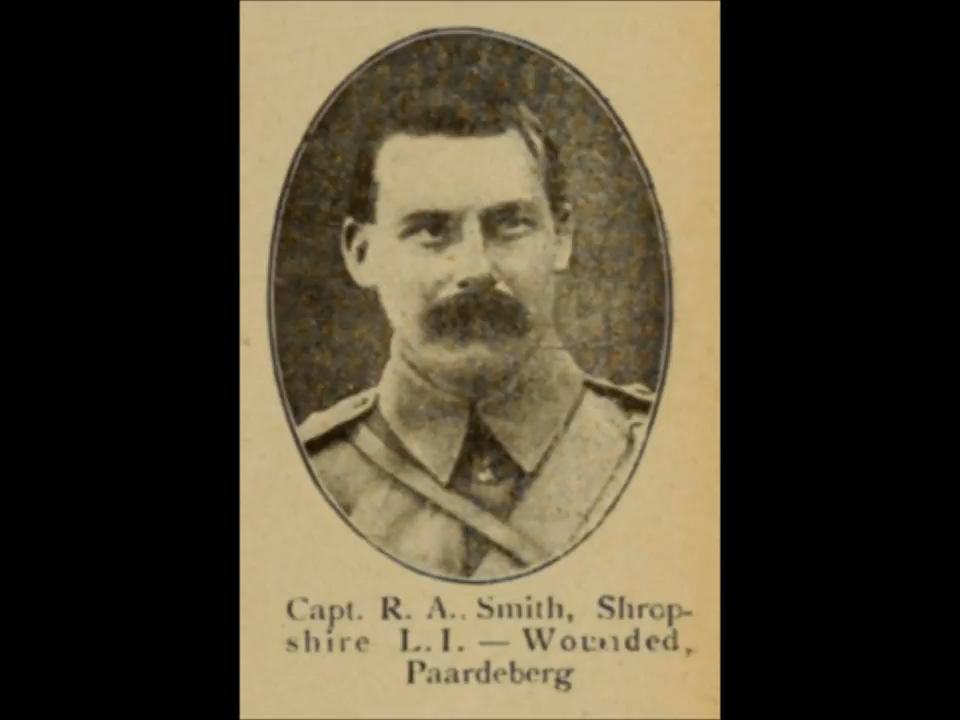 Capt. R. A. Smith, Shrop-
shire L. I. — Wounded,
Paardeberg